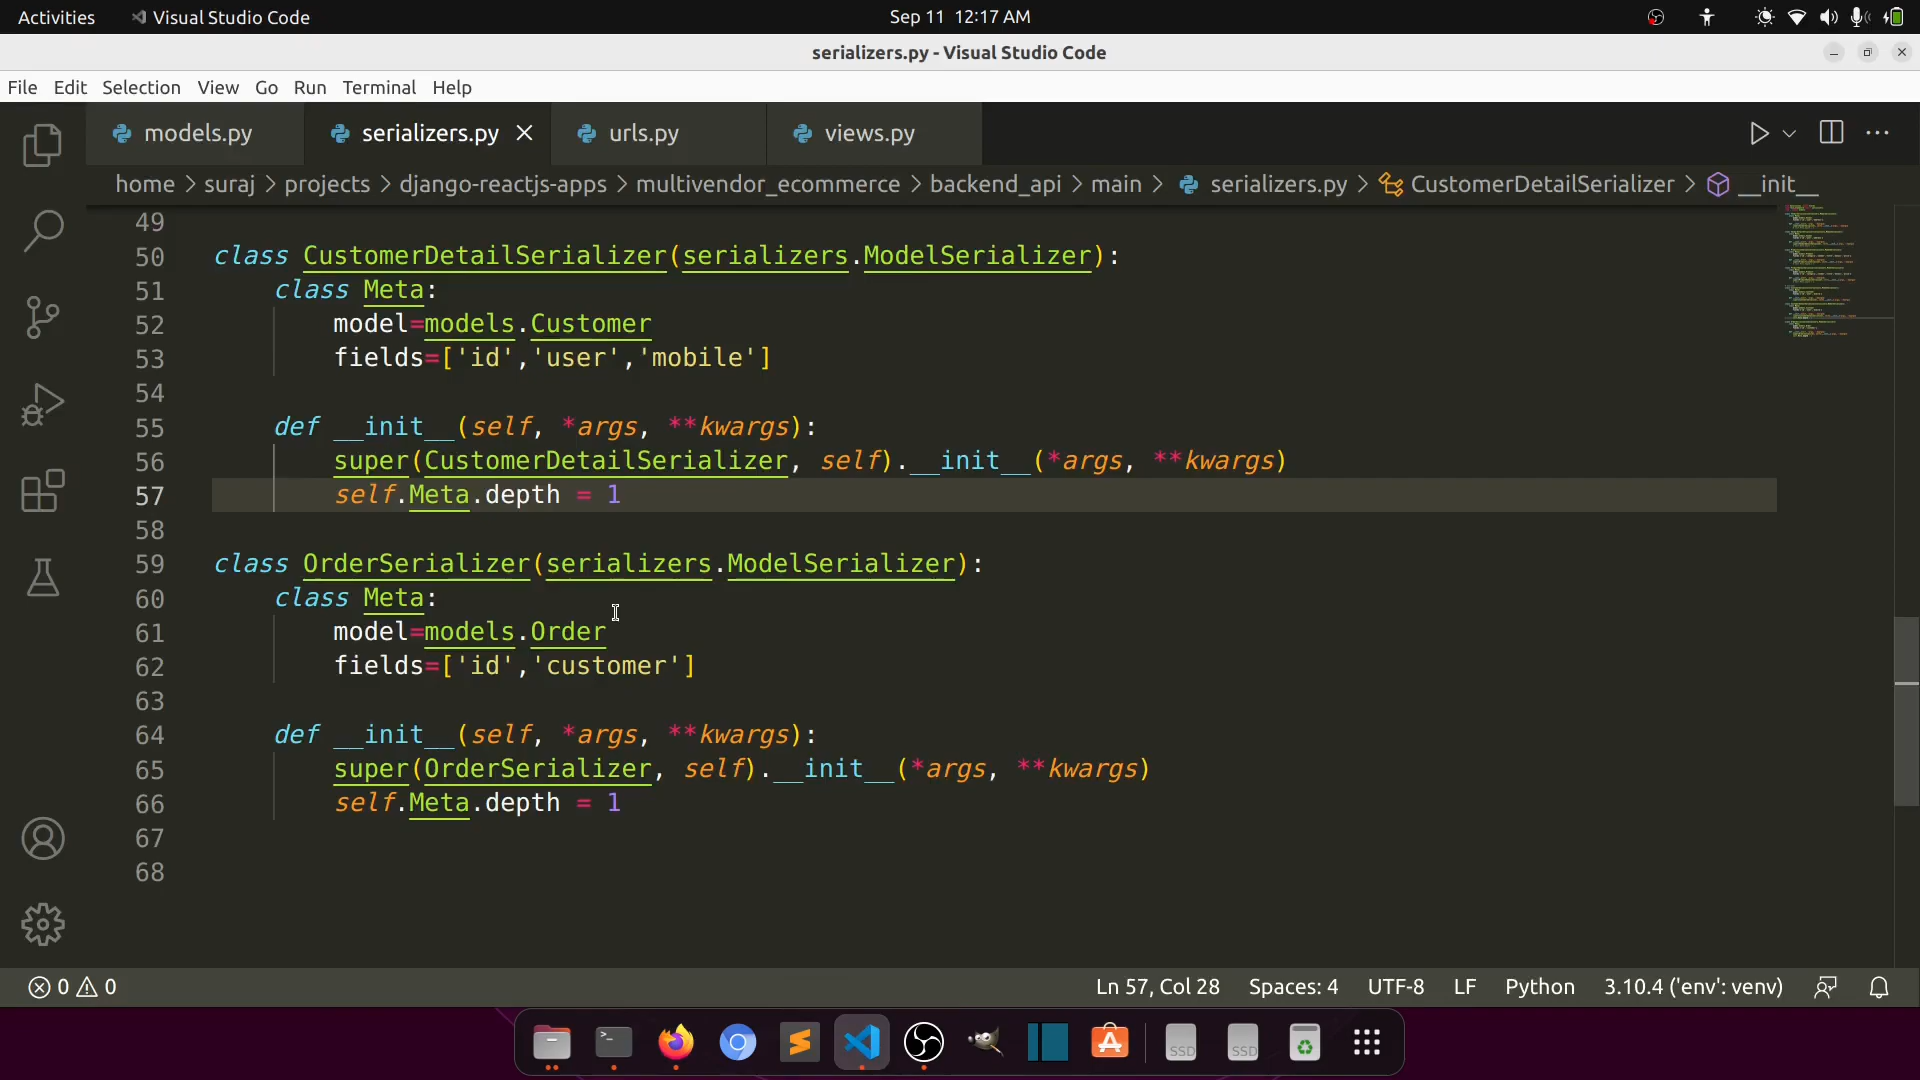 Activities Visual Studio Code Sep 11 12:17 AM
serializers.py - Visual Studio Code
File Edit Selection View Go Run Terminal Help
models.py serializers.py urls.py views.py
home > suraj > projects > django-reactjs-apps > multivendor_ecommerce > backend_api > main > serializers.py > CustomerDetailSerializer > __init__
49
50 class CustomerDetailSerializer(serializers.ModelSerializer):
51     class Meta:
52         model=models.Customer
53         fields=['id','user','mobile']
54
55     def __init__(self, *args, **kwargs):
56         super(CustomerDetailSerializer, self).__init__(*args, **kwargs)
57         self.Meta.depth = 1
58
59 class OrderSerializer(serializers.ModelSerializer):
60     class Meta:
61         model=models.Order
62         fields=['id','customer']
63
64     def __init__(self, *args, **kwargs):
65         super(OrderSerializer, self).__init__(*args, **kwargs)
66         self.Meta.depth = 1
67
68
0 0 Ln 57, Col 28 Spaces: 4 UTF-8 LF Python 3.10.4 ('env': venv)
SSD SSD